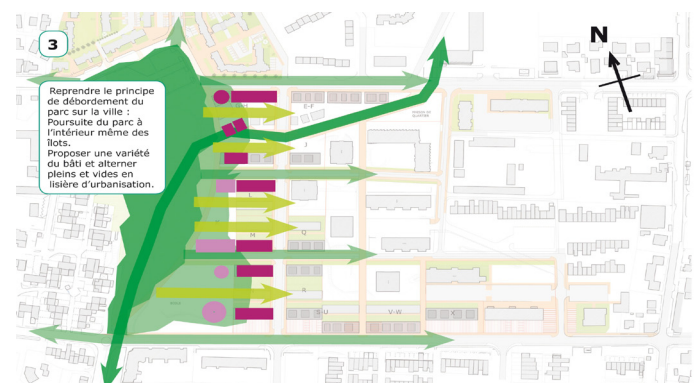 3
N
Reprendre le principe
de débordement du
parc sur la ville :
Poursuite du parc à
l'intérieur même des
îlots.
Proposer une variété
du bâti et alterner
pleins et vides en
lisière d'urbanisation.
E-F
J
M
Q
R
S-U
V-W
X